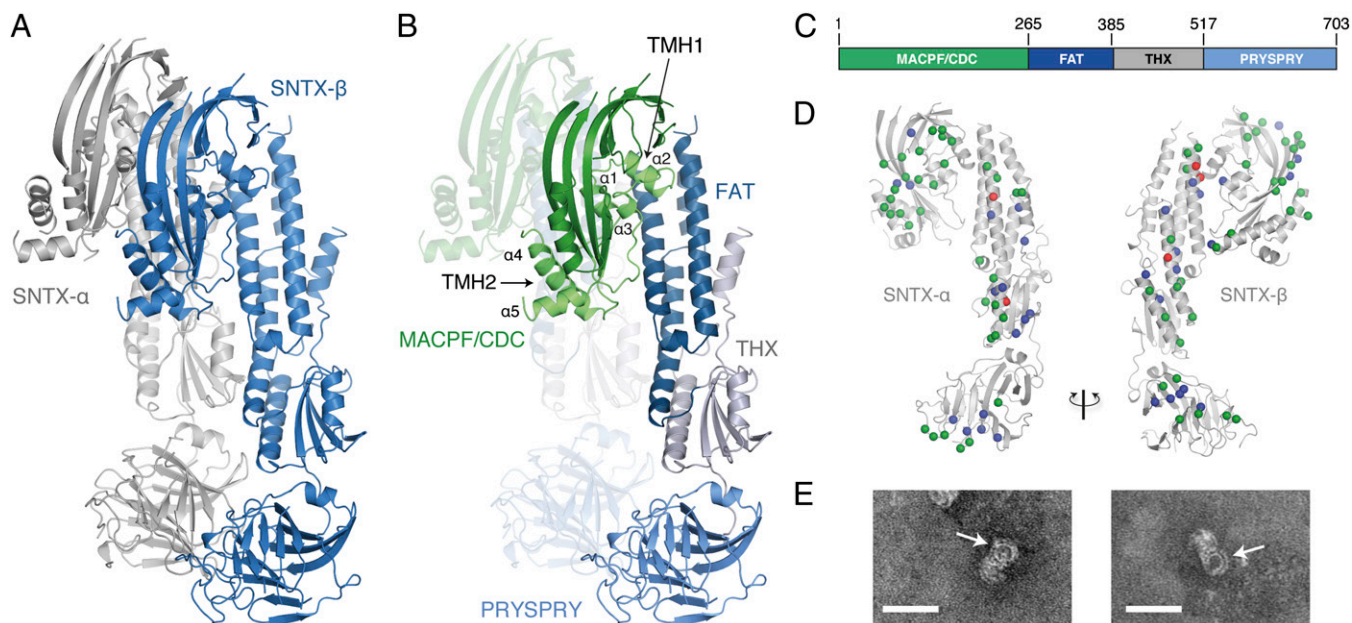 A
SNTX-β
SNTX-α
B
TMH1
α2
α1
FAT
α3
α4
TMH2
α5
MACPF/CDC
THX
PRYSPRY
C
1 265 385 517 703
MACPF/CDC FAT THX PRYSPRY
D
SNTX-α SNTX-β
E